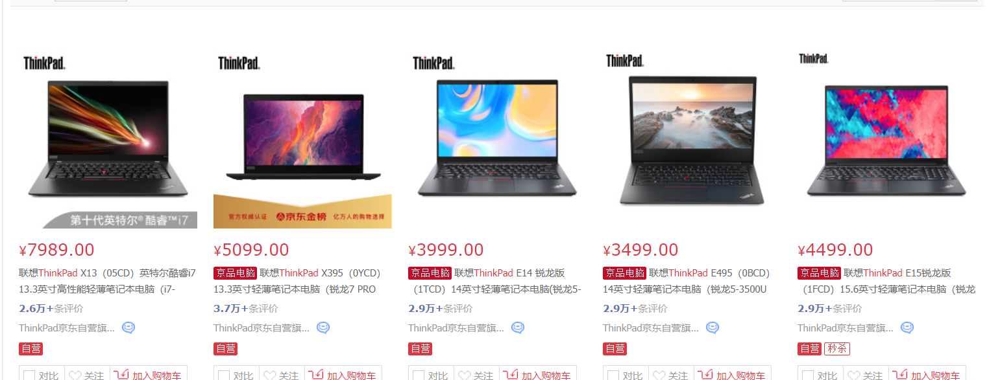 ThinkPad.
第十代英特尔®酷睿™i7
¥7989.00
联想ThinkPad X13（05CD）英特尔酷睿i7
13.3英寸高性能轻薄笔记本电脑（i7-
2.6万+条评价
ThinkPad京东自营旗...
自营
对比 关注 加入购物车
ThinkPad.
官方权威认证 京东金榜 亿万人的购物选择
¥5099.00
京品电脑 联想ThinkPad X395（0YCD）
13.3英寸轻薄笔记本电脑（锐龙7 PRO
3.7万+条评价
ThinkPad京东自营旗...
自营
对比 关注 加入购物车
ThinkPad.
¥3999.00
京品电脑 联想ThinkPad E14 锐龙版
（1TCD）14英寸轻薄笔记本电脑(锐龙5-
2.9万+条评价
ThinkPad京东自营旗...
自营
对比 关注 加入购物车
ThinkPad.
¥3499.00
京品电脑 联想ThinkPad E495（0BCD）
14英寸轻薄笔记本电脑（锐龙5-3500U
2.9万+条评价
ThinkPad京东自营旗...
自营
对比 关注 加入购物车
ThinkPad.
¥4499.00
京品电脑 联想ThinkPad E15锐龙版
（1FCD）15.6英寸轻薄笔记本电脑（锐龙
2.9万+条评价
ThinkPad京东自营旗...
自营 秒杀
对比 关注 加入购物车